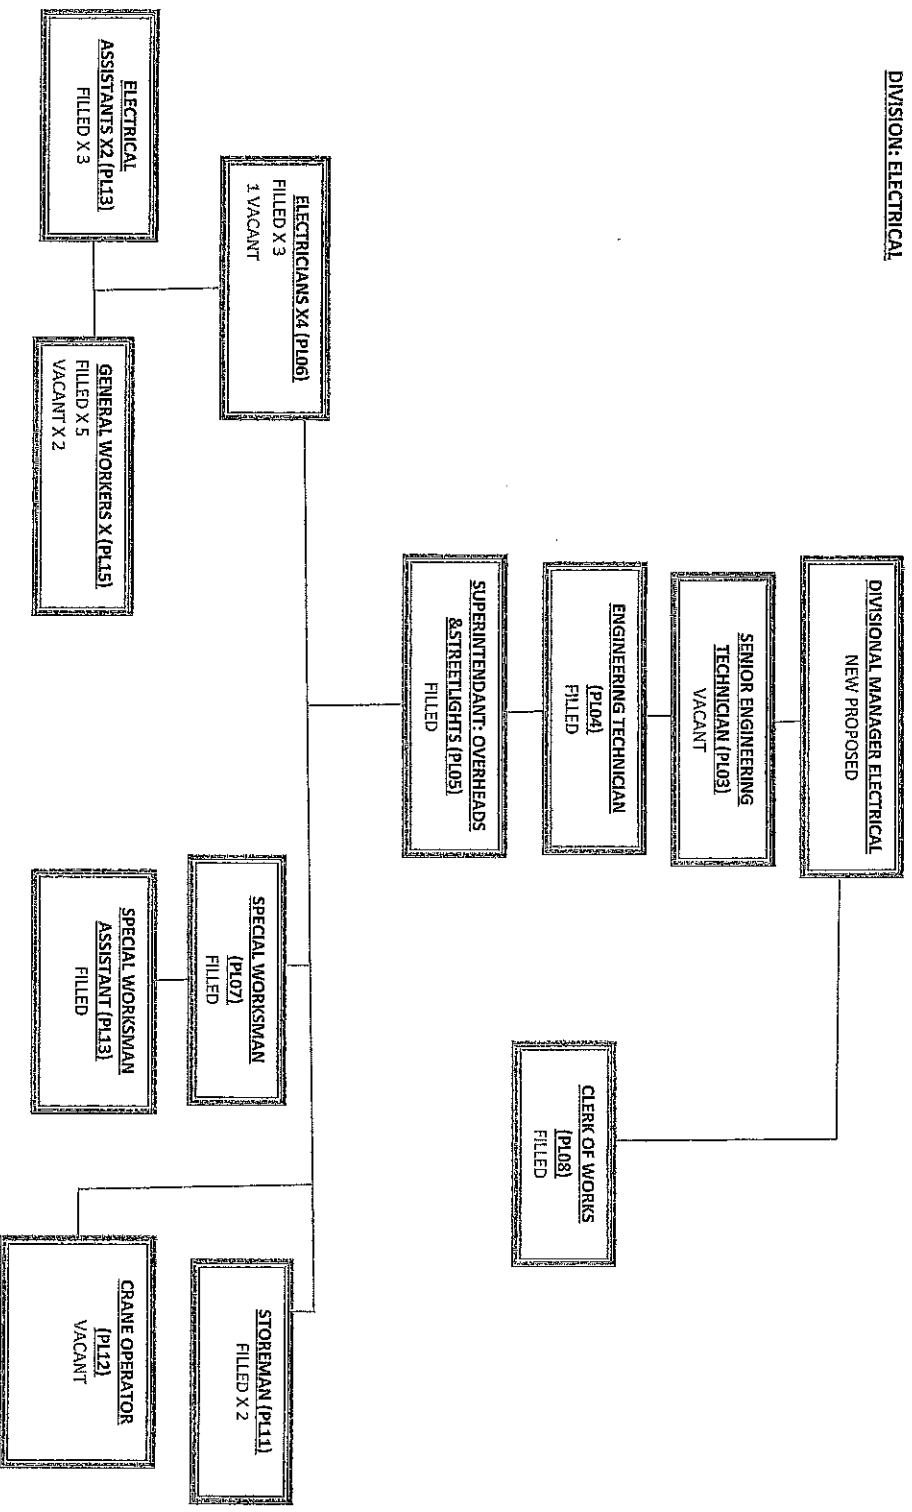 DIVISION: ELECTRICAL
DIVISIONAL MANAGER ELECTRICAL
NEW PROPOSED
SENIOR ENGINEERING
TECHNICIAN (PL03)
VACANT
ENGINEERING TECHNICIAN
(PL04)
FILLED
CLERK OF WORKS
(PL08)
FILLED
SUPERINTENDANT: OVERHEADS
&STREETLIGHTS (PL05)
FILLED
ELECTRICIANS X4 (PL06)
FILLED X 3
1 VACANT
SPECIAL WORKSMAN
(PL07)
FILLED
STOREMAN (PL11)
FILLED X 2
ELECTRICAL
ASSISTANTS X2 (PL13)
FILLED X 3
GENERAL WORKERS X (PL15)
FILLED X 5
VACANT X 2
SPECIAL WORKSMAN
ASSISTANT (PL13)
FILLED
CRANE OPERATOR
(PL12)
VACANT